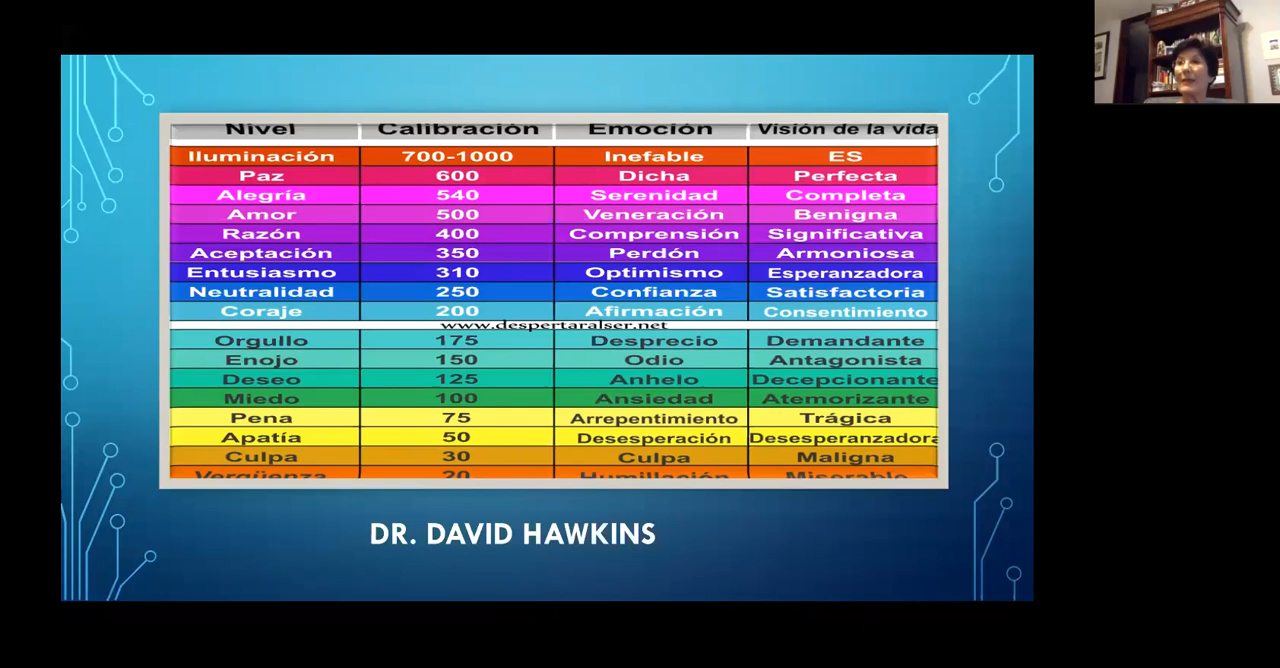 Nivel Calibración Emoción Visión de la vida
Iluminación 700-1000 Inefable ES
Paz 600 Dicha Perfecta
Alegría 540 Serenidad Completa
Amor 500 Veneración Benigna
Razón 400 Comprensión Significativa
Aceptación 350 Perdón Armoniosa
Entusiasmo 310 Optimismo Esperanzadora
Neutralidad 250 Confianza Satisfactoria
Coraje 200 Afirmación Consentimiento
www.despertaralser.net
Orgullo 175 Desprecio Demandante
Enojo 150 Odio Antagonista
Deseo 125 Anhelo Decepcionante
Miedo 100 Ansiedad Atemorizante
Pena 75 Arrepentimiento Trágica
Apatía 50 Desesperación Desesperanzadora
Culpa 30 Culpa Maligna
Vergüenza 20 Humillación Miserable
DR. DAVID HAWKINS